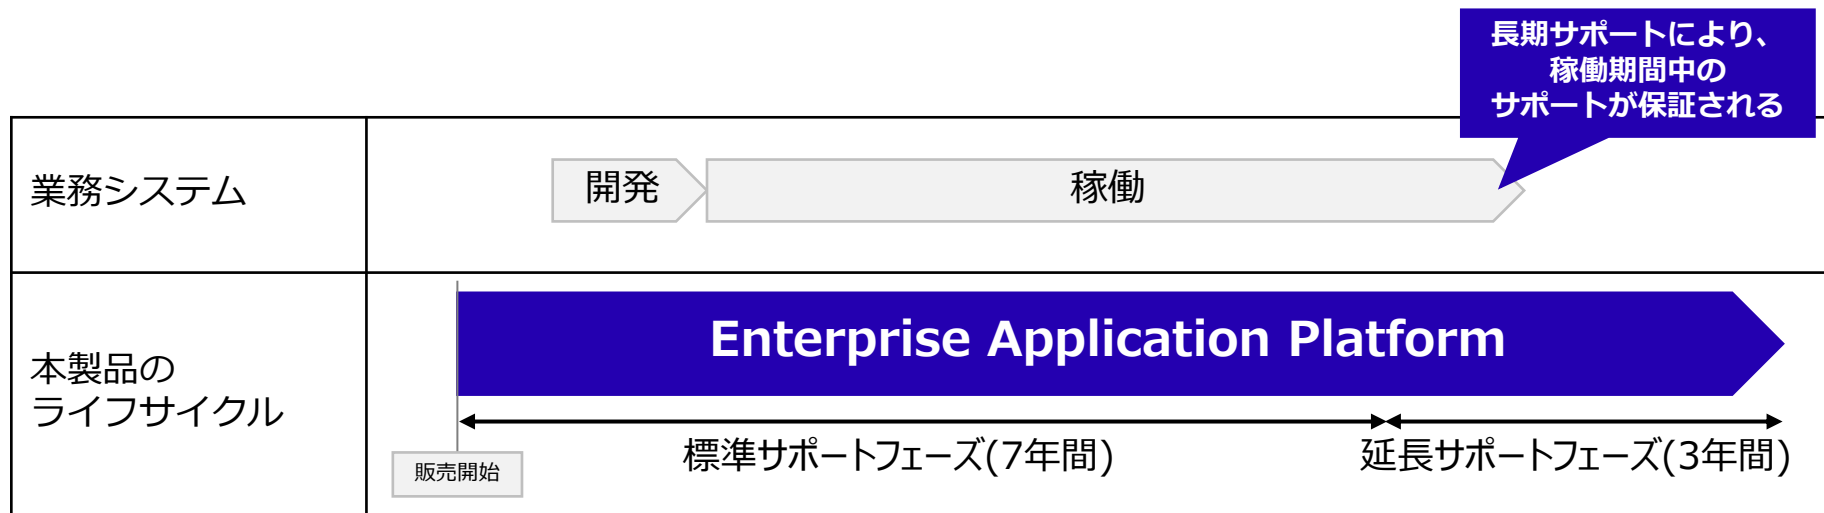 長期サポートにより、
稼働期間中の
サポートが保証される
業務システム
開発
稼働
本製品の
ライフサイクル
Enterprise Application Platform
標準サポートフェーズ(7年間)
延長サポートフェーズ(3年間)
販売開始